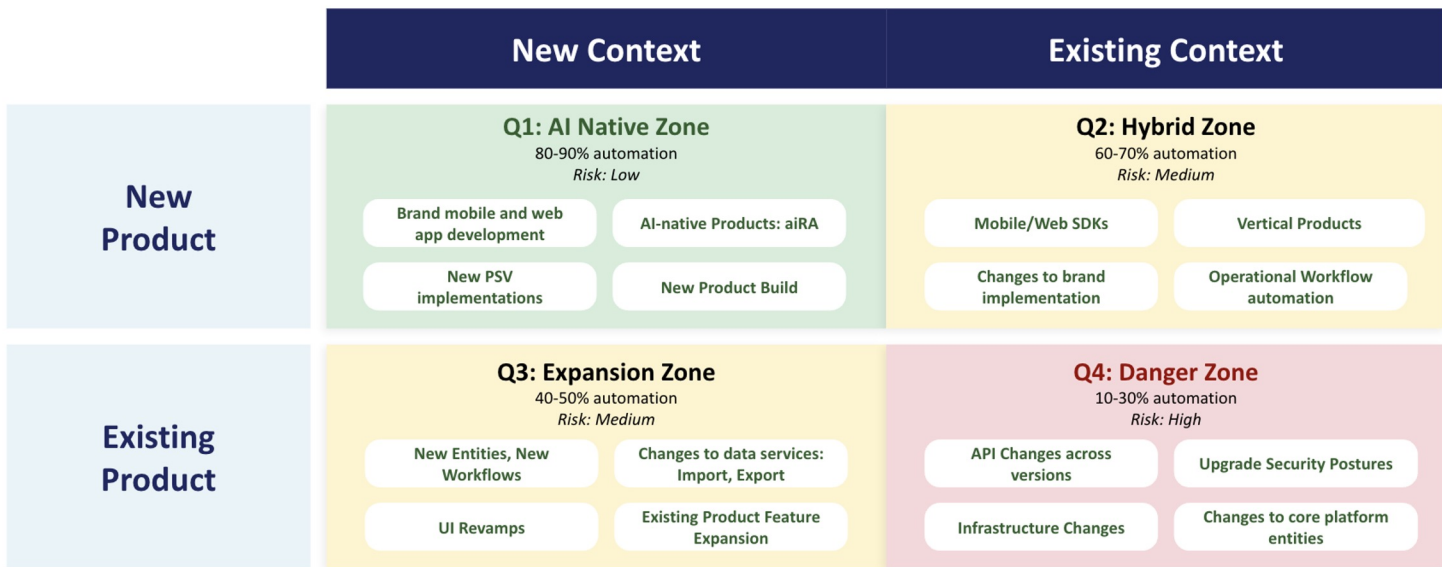 New Context
Existing Context
New
Product
Q1: AI Native Zone
80-90% automation
Risk: Low
Brand mobile and web
app development
AI-native Products: aiRA
New PSV
implementations
New Product Build
Q2: Hybrid Zone
60-70% automation
Risk: Medium
Mobile/Web SDKs
Vertical Products
Changes to brand
implementation
Operational Workflow
automation
Existing
Product
Q3: Expansion Zone
40-50% automation
Risk: Medium
New Entities, New
Workflows
Changes to data services:
Import, Export
UI Revamps
Existing Product Feature
Expansion
Q4: Danger Zone
10-30% automation
Risk: High
API Changes across
versions
Upgrade Security Postures
Infrastructure Changes
Changes to core platform
entities